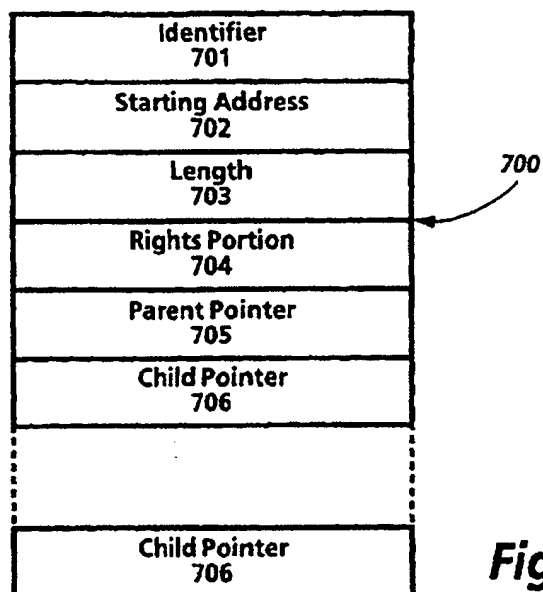 Identifier
701
Starting Address
702
Length
703
700
Rights Portion
704
Parent Pointer
705
Child Pointer
706
Child Pointer
706
Fig